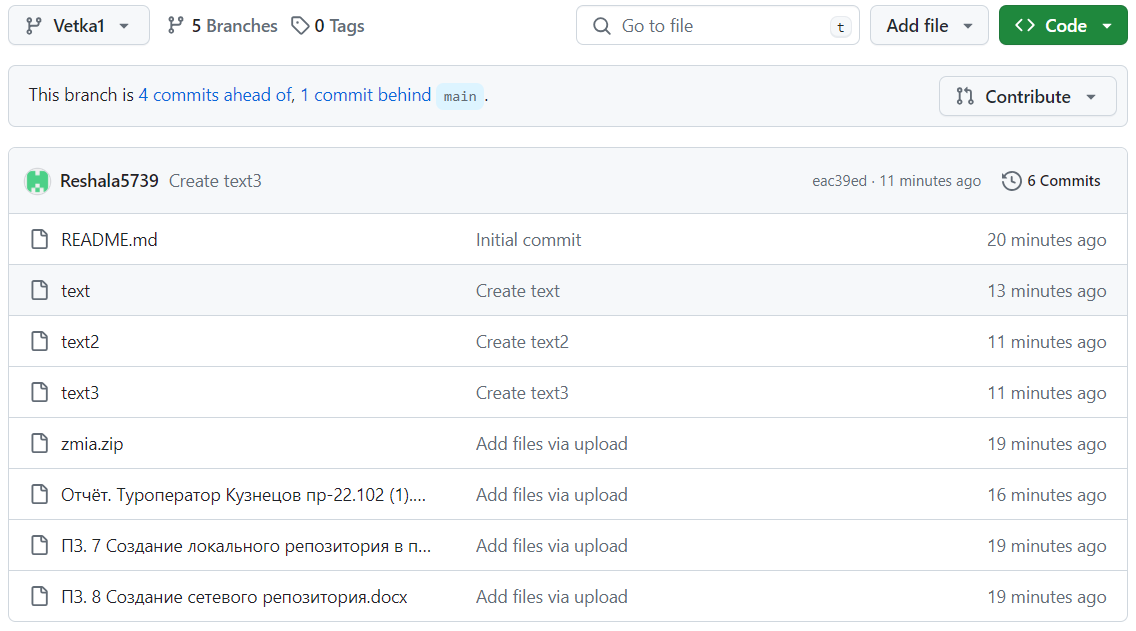 Vetka1 5 Branches 0 Tags Go to file t Add file Code
This branch is 4 commits ahead of, 1 commit behind main .
Contribute
Reshala5739 Create text3 eac39ed · 11 minutes ago 6 Commits
README.md Initial commit 20 minutes ago
text Create text 13 minutes ago
text2 Create text2 11 minutes ago
text3 Create text3 11 minutes ago
zmia.zip Add files via upload 19 minutes ago
Отчёт. Туроператор Кузнецов пр-22.102 (1).... Add files via upload 16 minutes ago
ПЗ. 7 Создание локального репозитория в п... Add files via upload 19 minutes ago
ПЗ. 8 Создание сетевого репозитория.docx Add files via upload 19 minutes ago